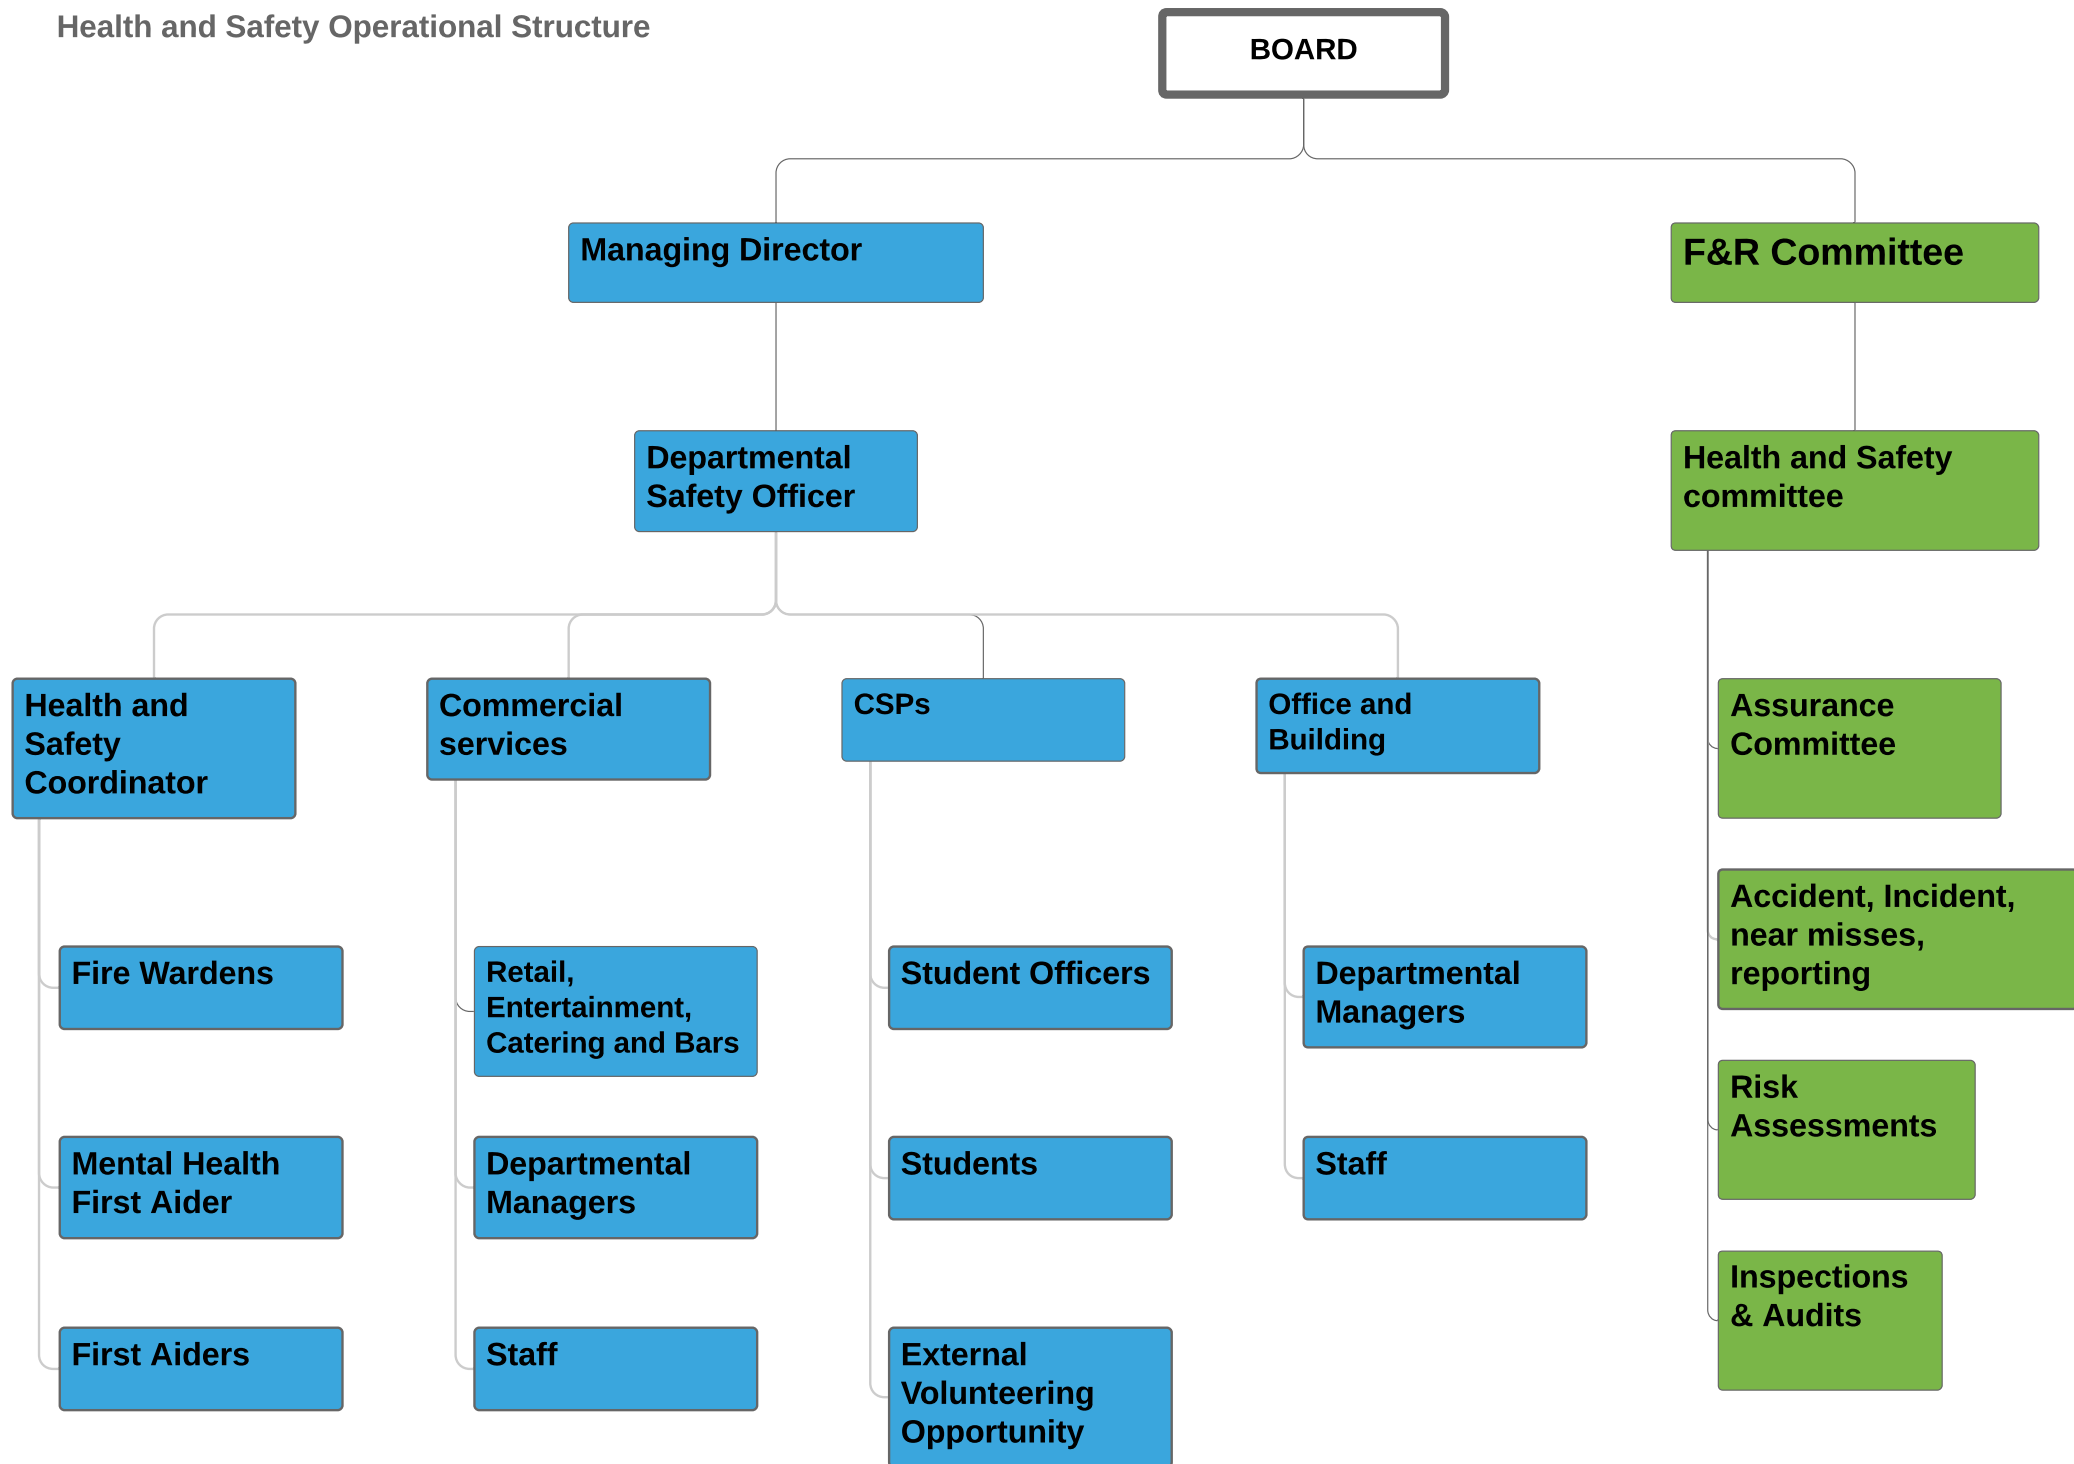 Health and Safety Operational Structure
BOARD
Managing Director
F&R Committee
Departmental
Safety Officer
Health and Safety
committee
Health and
Safety
Coordinator
Commercial
services
CSPs
Office and
Building
Assurance
Committee
Accident, Incident,
near misses,
reporting
Fire Wardens
Retail,
Entertainment,
Catering and Bars
Student Officers
Departmental
Managers
Risk
Assessments
Mental Health
First Aider
Departmental
Managers
Students
Staff
Inspections
& Audits
First Aiders
Staff
External
Volunteering
Opportunity